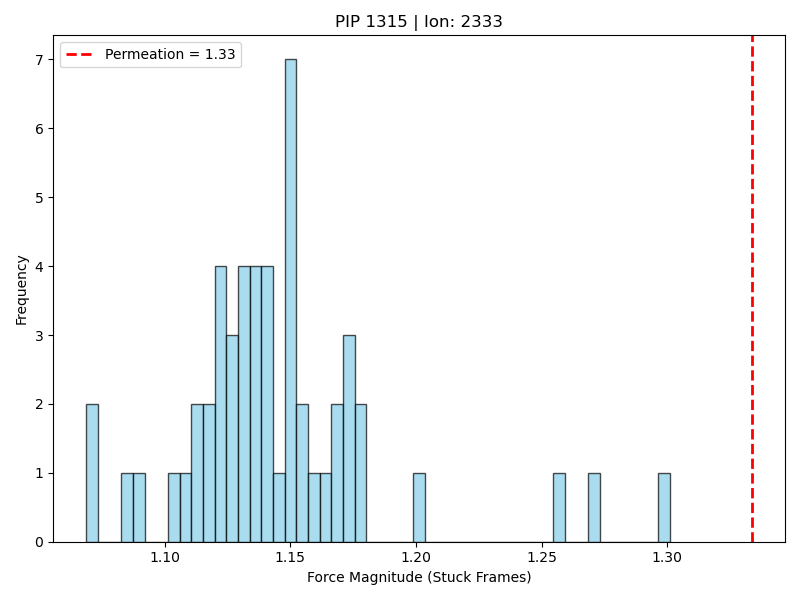 PIP 1315 | Ion: 2333
Permeation = 1.33
Frequency
7
6
5
4
3
2
1
0
1.10 1.15 1.20 1.25 1.30
Force Magnitude (Stuck Frames)